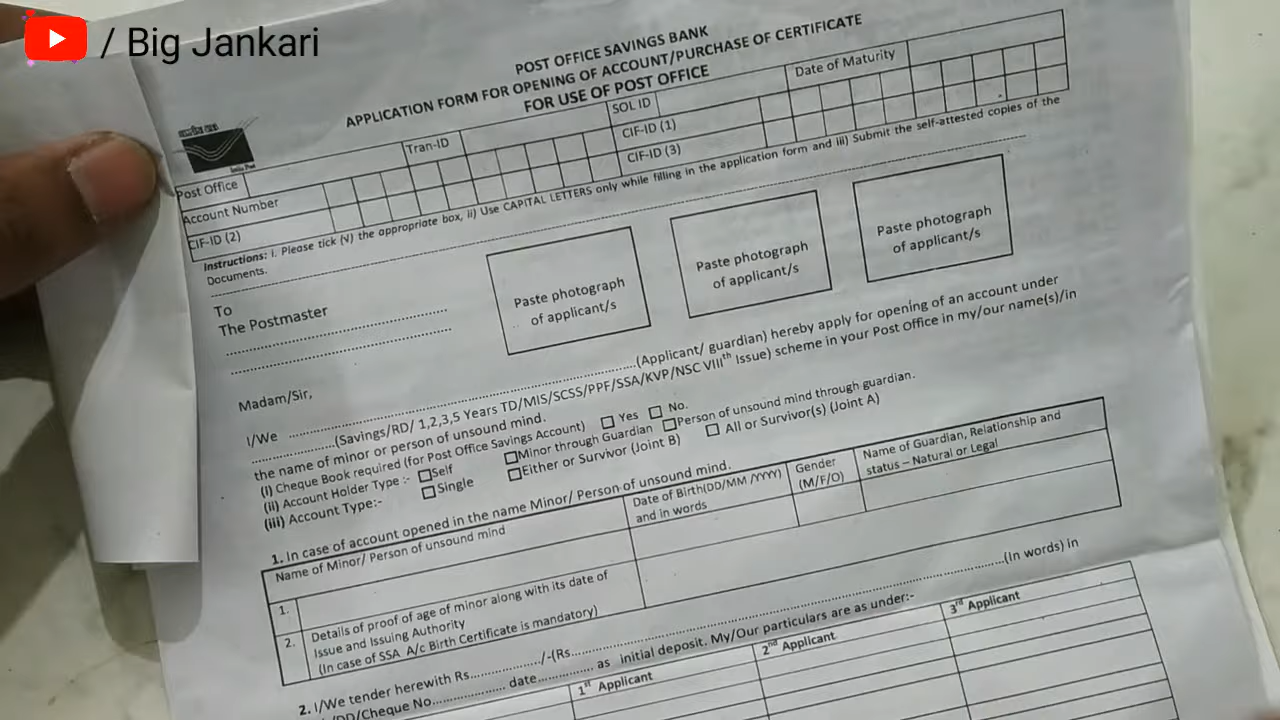 / Big Jankari
POST OFFICE SAVINGS BANK
APPLICATION FORM FOR OPENING OF ACCOUNT/PURCHASE OF CERTIFICATE
FOR USE OF POST OFFICE
India Post
Post Office
Tran-ID
SOL ID
Date of Maturity
Account Number
CIF-ID (1)
CIF-ID (2)
CIF-ID (3)
Instructions: I. Please tick (√) the appropriate box, ii) Use CAPITAL LETTERS only while filling in the application form and iii) Submit the self-attested copies of the
Documents.
To
The Postmaster
Paste photograph
of applicant/s
Paste photograph
of applicant/s
Paste photograph
of applicant/s
Madam/Sir,
I/We ................(Applicant/ guardian) hereby apply for opening of an account under
................(Savings/RD/ 1,2,3,5 Years TD/MIS/SCSS/PPF/SSA/KVP/NSC VIIIth Issue) scheme in your Post Office in my/our name(s)/in
the name of minor or person of unsound mind.
(i) Cheque Book required (for Post Office Savings Account) ☐ Yes ☐ No.
(ii) Account Holder Type :- ☐Self ☐Minor through Guardian ☐Person of unsound mind through guardian.
(iii) Account Type:- ☐Single ☐Either or Survivor (Joint B) ☐ All or Survivor(s) (Joint A)
1. In case of account opened in the name Minor/ Person of unsound mind.
Name of Minor/ Person of unsound mind
Date of Birth(DD/MM /YYYY)
and in words
Gender
(M/F/O)
Name of Guardian, Relationship and
status – Natural or Legal
1.
2. Details of proof of age of minor along with its date of
Issue and Issuing Authority
(In case of SSA A/c Birth Certificate is mandatory)
2. I/We tender herewith Rs..................../-(Rs................(In words) in
/DD/Cheque No.................... date............... as initial deposit. My/Our particulars are as under:-
1st Applicant
2nd Applicant
3rd Applicant